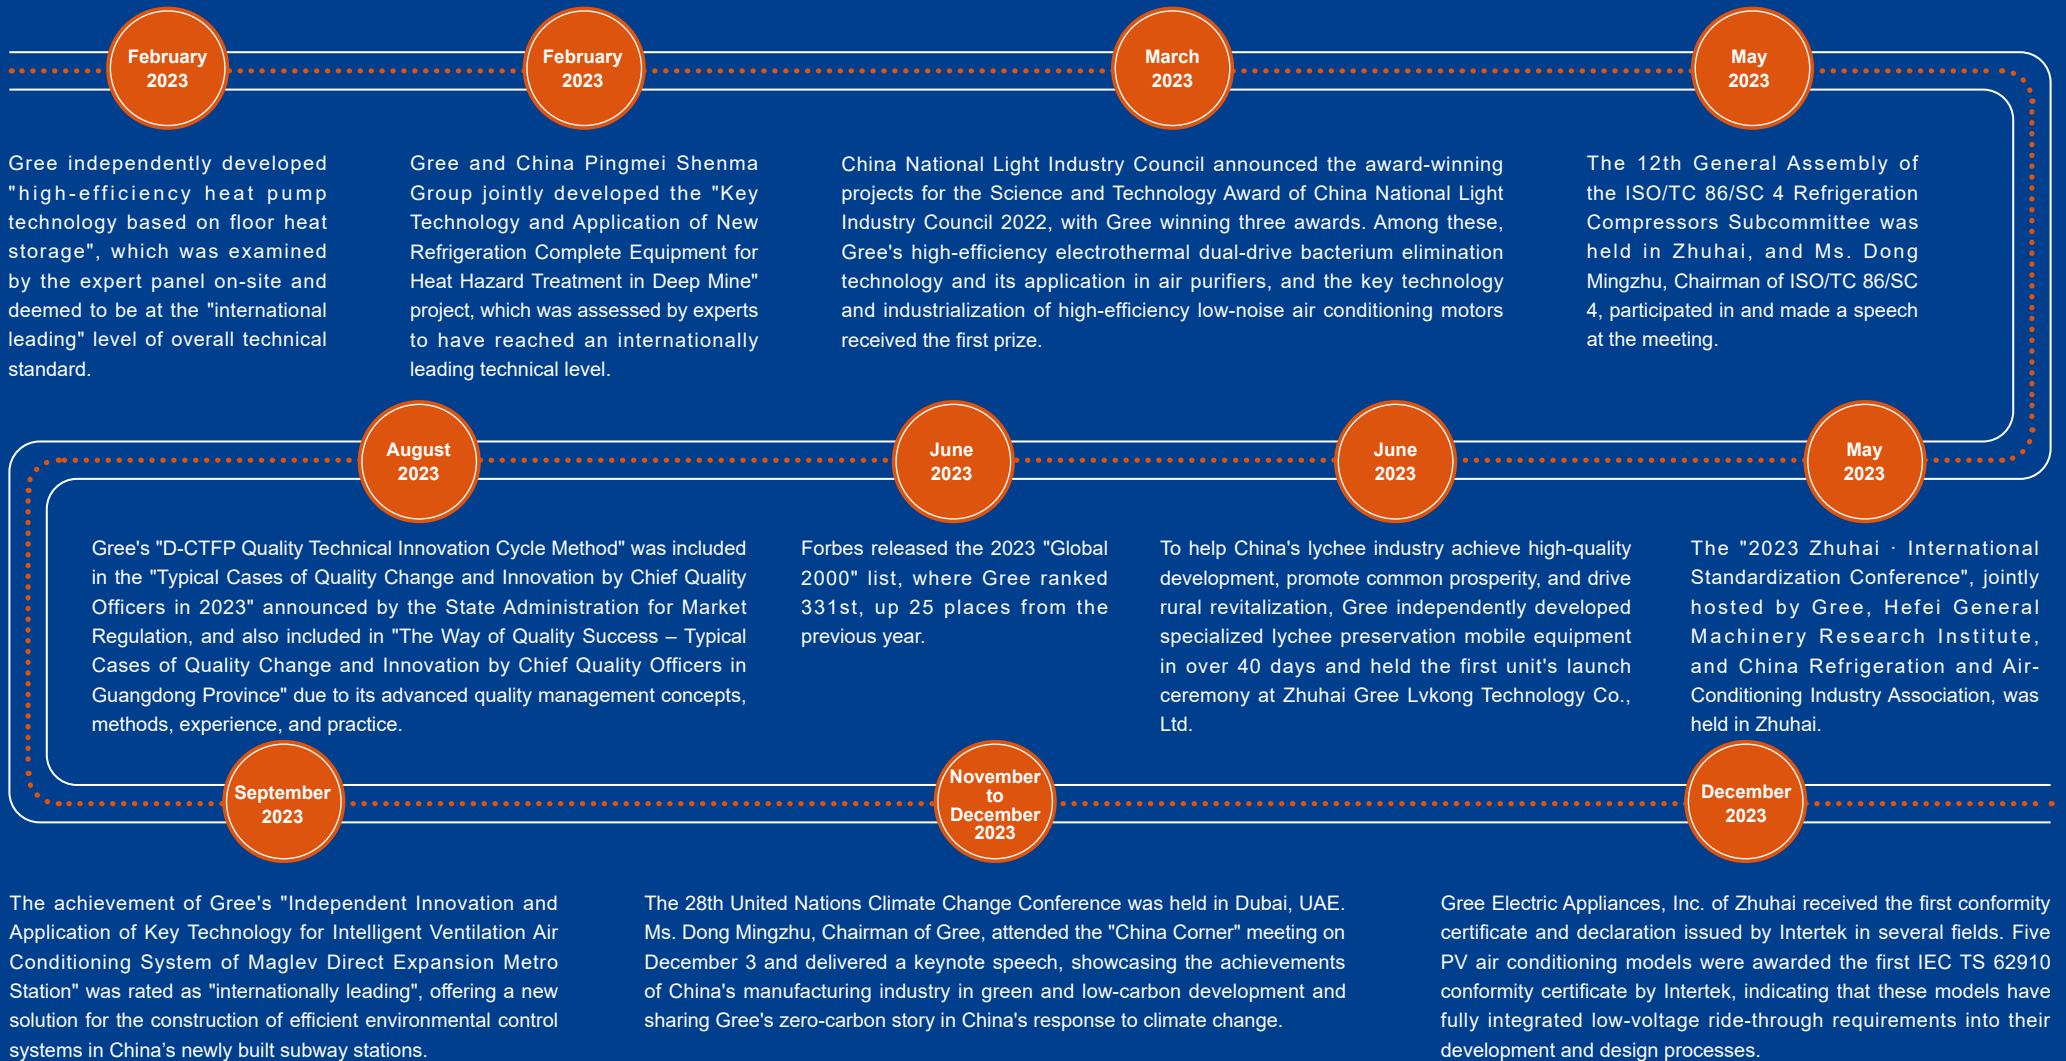 February
2023
Gree independently developed
"high-efficiency heat pump
technology based on floor heat
storage", which was examined
by the expert panel on-site and
deemed to be at the "international
leading" level of overall technical
standard.
February
2023
Gree and China Pingmei Shenma
Group jointly developed the "Key
Technology and Application of New
Refrigeration Complete Equipment for
Heat Hazard Treatment in Deep Mine"
project, which was assessed by experts
to have reached an internationally
leading technical level.
March
2023
China National Light Industry Council announced the award-winning
projects for the Science and Technology Award of China National Light
Industry Council 2022, with Gree winning three awards. Among these,
Gree's high-efficiency electrothermal dual-drive bacterium elimination
technology and its application in air purifiers, and the key technology
and industrialization of high-efficiency low-noise air conditioning motors
received the first prize.
May
2023
The 12th General Assembly of
the ISO/TC 86/SC 4 Refrigeration
Compressors Subcommittee was
held in Zhuhai, and Ms. Dong
Mingzhu, Chairman of ISO/TC 86/SC
4, participated in and made a speech
at the meeting.
May
2023
The "2023 Zhuhai · International
Standardization Conference", jointly
hosted by Gree, Hefei General
Machinery Research Institute,
and China Refrigeration and Air-
Conditioning Industry Association, was
held in Zhuhai.
June
2023
To help China's lychee industry achieve high-quality
development, promote common prosperity, and drive
rural revitalization, Gree independently developed
specialized lychee preservation mobile equipment
in over 40 days and held the first unit's launch
ceremony at Zhuhai Gree Lvkong Technology Co.,
Ltd.
June
2023
Forbes released the 2023 "Global
2000" list, where Gree ranked
331st, up 25 places from the
previous year.
August
2023
Gree's "D-CTFP Quality Technical Innovation Cycle Method" was included
in the "Typical Cases of Quality Change and Innovation by Chief Quality
Officers in 2023" announced by the State Administration for Market
Regulation, and also included in "The Way of Quality Success – Typical
Cases of Quality Change and Innovation by Chief Quality Officers in
Guangdong Province" due to its advanced quality management concepts,
methods, experience, and practice.
September
2023
The achievement of Gree's "Independent Innovation and
Application of Key Technology for Intelligent Ventilation Air
Conditioning System of Maglev Direct Expansion Metro
Station" was rated as "internationally leading", offering a new
solution for the construction of efficient environmental control
systems in China’s newly built subway stations.
November
to
December
2023
The 28th United Nations Climate Change Conference was held in Dubai, UAE.
Ms. Dong Mingzhu, Chairman of Gree, attended the "China Corner" meeting on
December 3 and delivered a keynote speech, showcasing the achievements
of China's manufacturing industry in green and low-carbon development and
sharing Gree's zero-carbon story in China's response to climate change.
December
2023
Gree Electric Appliances, Inc. of Zhuhai received the first conformity
certificate and declaration issued by Intertek in several fields. Five
PV air conditioning models were awarded the first IEC TS 62910
conformity certificate by Intertek, indicating that these models have
fully integrated low-voltage ride-through requirements into their
development and design processes.